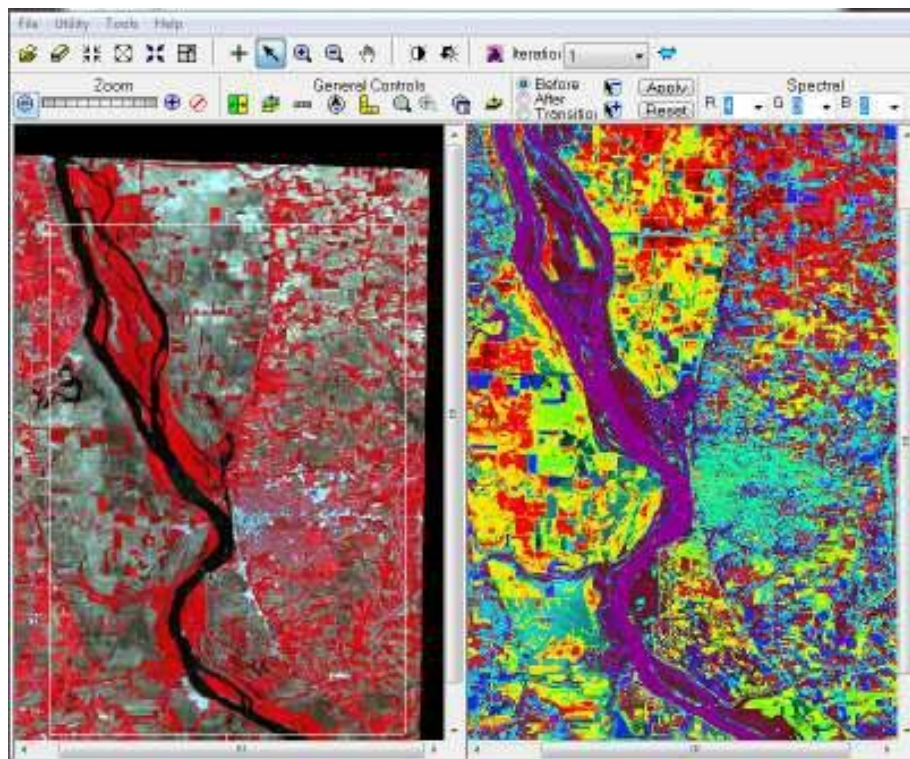 File Utility Tools Help
Iteration 1
Zoom General Controls Before Apply Spectral
After R G B
Transition Reset